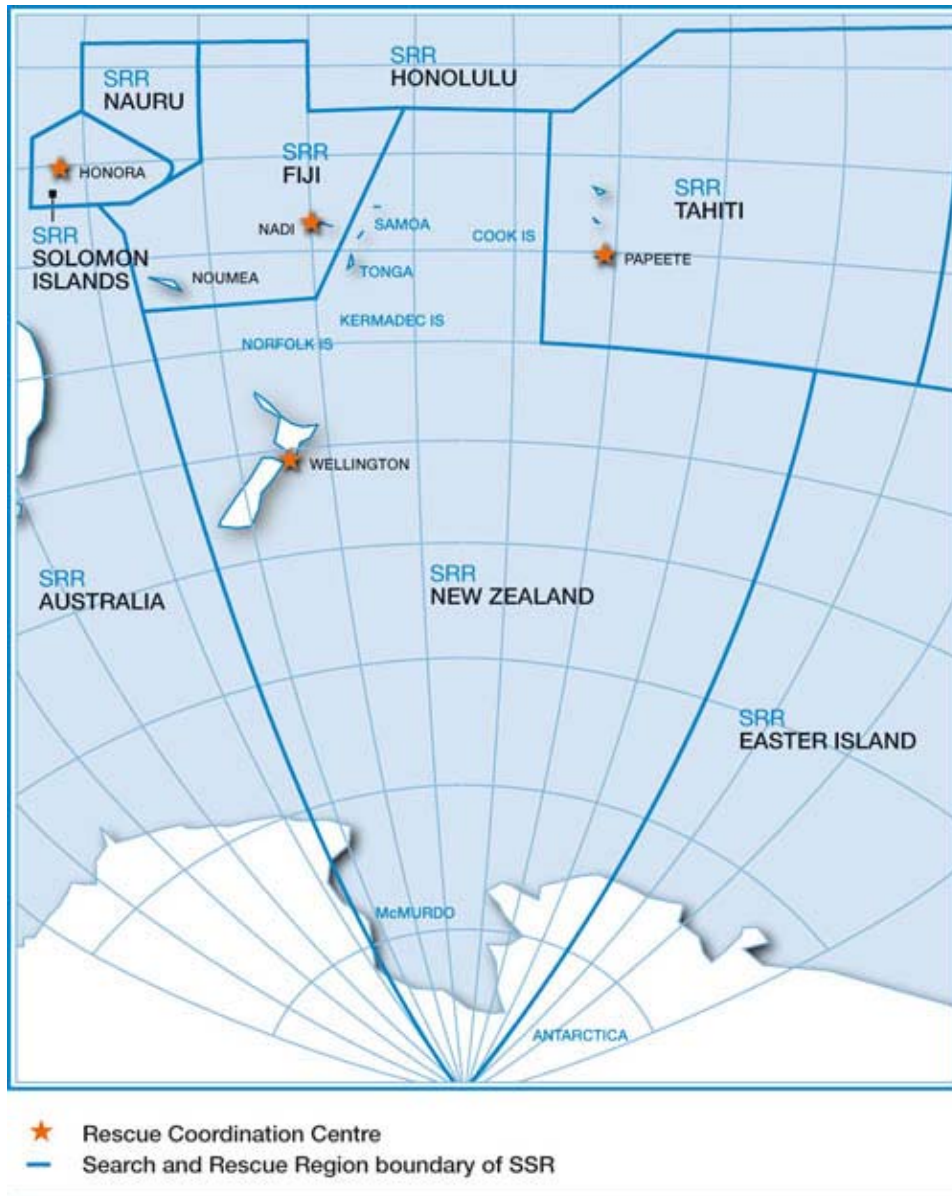 SRR
HONOLULU
SRR
NAURU
SRR
FIJI
HONORA
SRR
TAHITI
NADI
SAMOA
COOK IS
SRR
SOLOMON
ISLANDS
PAPEETE
NOUMEA
TONGA
KERMADEC IS
NORFOLK IS
WELLINGTON
SRR
AUSTRALIA
SRR
NEW ZEALAND
SRR
EASTER ISLAND
McMURDO
ANTARCTICA
Rescue Coordination Centre
Search and Rescue Region boundary of SSR